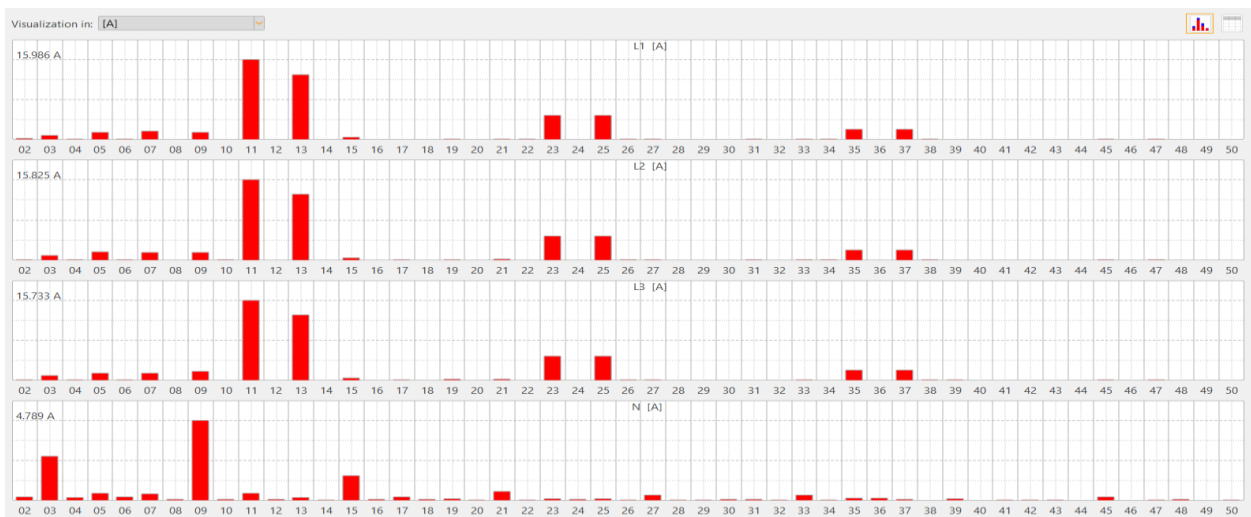 Visualization in: [A]
L1 [A]
15.986 A
02 03 04 05 06 07 08 09 10 11 12 13 14 15 16 17 18 19 20 21 22 23 24 25 26 27 28 29 30 31 32 33 34 35 36 37 38 39 40 41 42 43 44 45 46 47 48 49 50
L2 [A]
15.825 A
02 03 04 05 06 07 08 09 10 11 12 13 14 15 16 17 18 19 20 21 22 23 24 25 26 27 28 29 30 31 32 33 34 35 36 37 38 39 40 41 42 43 44 45 46 47 48 49 50
L3 [A]
15.733 A
02 03 04 05 06 07 08 09 10 11 12 13 14 15 16 17 18 19 20 21 22 23 24 25 26 27 28 29 30 31 32 33 34 35 36 37 38 39 40 41 42 43 44 45 46 47 48 49 50
N [A]
4.789 A
02 03 04 05 06 07 08 09 10 11 12 13 14 15 16 17 18 19 20 21 22 23 24 25 26 27 28 29 30 31 32 33 34 35 36 37 38 39 40 41 42 43 44 45 46 47 48 49 50